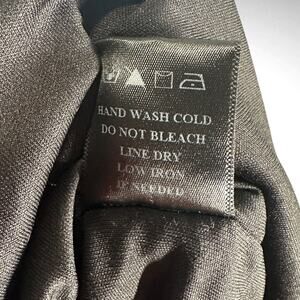 HAND WASH COLD
DO NOT BLEACH
LINE DRY
LOW IRON
IF NEEDED